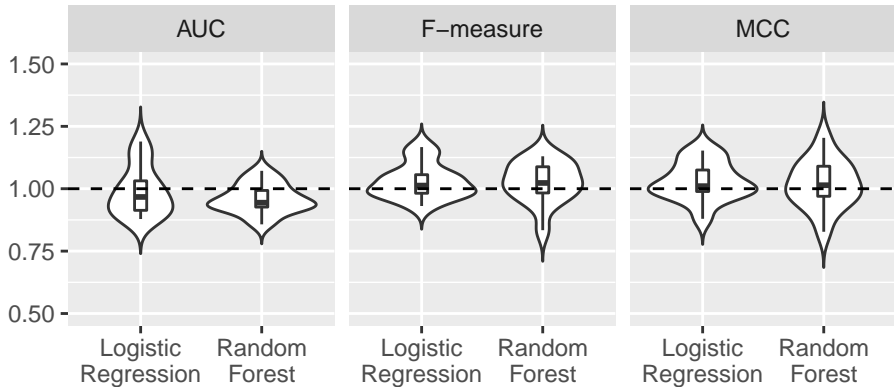 AUC F−measure MCC
1.50
1.25
1.00
0.75
0.50
Logistic Random Logistic Random Logistic Random
Regression Forest Regression Forest Regression Forest